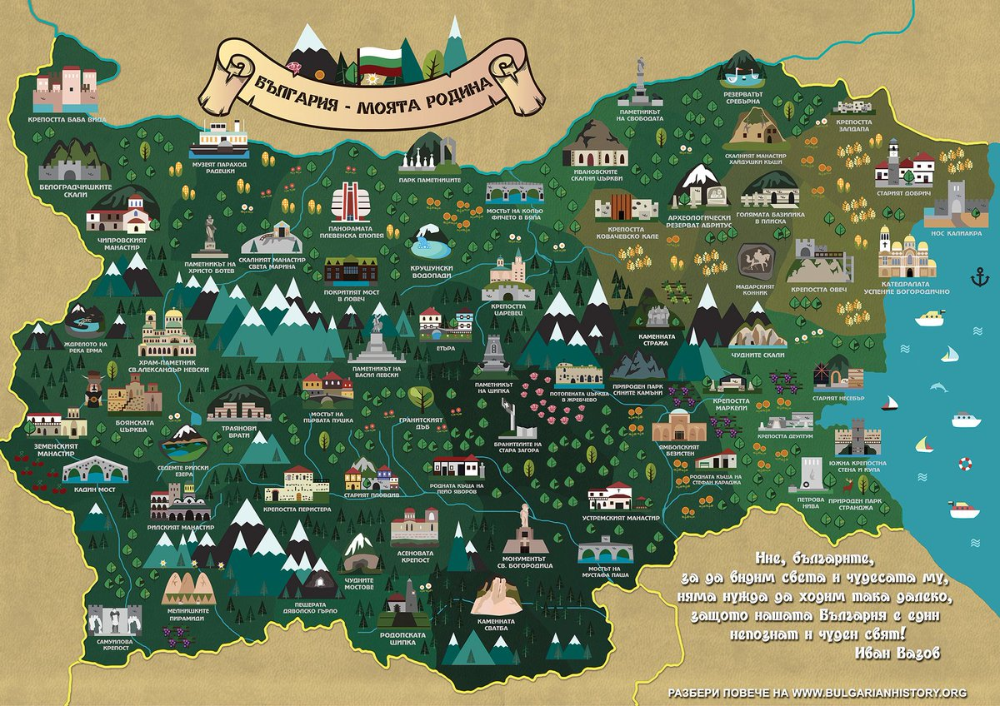 БЪЛГАРИЯ - МОЯТА РОДИНА
КРЕПОСТТА БАБА ВИДА
МУЗЕЯТ ПАРАХОД
РАДЕЦКИ
ПАМЕТНИКЪТ
НА СВОБОДАТА
РЕЗЕРВАТЪТ
СРЕБЪРНА
КРЕПОСТТА
ЗАЛДАПА
БЕЛОГРАДЧИШКИТЕ
СКАЛИ
ПАРК ПАМЕТНИЦИТЕ
ИВАНОВСКИТЕ
СКАЛНИ ЦЪРКВИ
СКАЛНИЯТ МАНАСТИР
ХАЙДУШКИ КЪЩИ
СТАРИЯТ ДОБРИЧ
ЧИПРОВСКИЯТ
МАНАСТИР
ПАНОРАМАТА
ПЛЕВЕНСКА ЕПОПЕЯ
МОСТЪТ НА КОЛЬО
ФИЧЕТО В БЯЛА
КРЕПОСТТА
КОВАЧЕВСКО КАЛЕ
АРХЕОЛОГИЧЕСКИ
РЕЗЕРВАТ АБРИТУС
ГОЛЯМАТА БАЗИЛИКА
В ПЛИСКА
НОС КАЛИАКРА
ПАМЕТНИКЪТ НА
ХРИСТО БОТЕВ
СКАЛНИЯТ МАНАСТИР
СВЕТА МАРИНА
КРУШУНСКИ
ВОДОПАДИ
ПОКРИТИЯТ МОСТ
В ЛОВЕЧ
КРЕПОСТТА
ЦАРЕВЕЦ
МАДАРСКИЯТ
КОННИК
КРЕПОСТТА ОВЕЧ
КАТЕДРАЛАТА
УСПЕНИЕ БОГОРОДИЧНО
ЖДРЕЛОТО НА
РЕКА ЕРМА
ХРАМ-ПАМЕТНИК
СВ.АЛЕКСАНДЪР НЕВСКИ
ПАМЕТНИКЪТ НА
ВАСИЛ ЛЕВСКИ
ЕТЪРА
ПАМЕТНИКЪТ
НА ШИПКА
КАМЕННАТА
СТРАЖА
ЧУДНИТЕ СКАЛИ
ПОТОПЕНАТА ЦЪРКВА
В ЖРЕБЧЕВО
ПРИРОДЕН ПАРК
СИНИТЕ КАМЪНИ
КРЕПОСТТА
МАРКЕЛИ
СТАРИЯТ НЕСЕБЪР
БОЯНСКАТА
ЦЪРКВА
ТРАЯНОВИ
ВРАТИ
МОСТЪТ НА
ПЪРВАТА ПУШКА
ГРАНИТСКИЯТ
ДЪБ
БРАНИТЕЛИТЕ НА
СТАРА ЗАГОРА
ЯМБОЛСКИЯТ
БЕЗИСТЕН
КРЕПОСТТА ДЕУЛТУМ
ЮЖНА КРЕПОСТНА
СТЕНА И КУЛА
ЗЕМЕНСКИЯТ
МАНАСТИР
СЕДЕМТЕ РИЛСКИ
ЕЗЕРА
КАДИН МОСТ
КРЕПОСТТА ПЕРИСТЕРА
СТАРИЯТ ПЛОВДИВ
РОДНАТА КЪЩА НА
ПЕЙО ЯВОРОВ
РОДНАТА КЪЩА НА
СТЕФАН КАРАДЖА
ПЕТРОВА
НИВА
ПРИРОДЕН ПАРК
СТРАНДЖА
РИЛСКИЯТ МАНАСТИР
УСТРЕМСКИЯТ МАНАСТИР
АСЕНОВАТА
КРЕПОСТ
МОНУМЕНТЪТ
СВ. БОГОРОДИЦА
МОСТЪТ НА
МУСТАФА ПАША
МЕЛНИШКИТЕ
ПИРАМИДИ
ПЕЩЕРАТА
ДЯВОЛСКО ГЪРЛО
ЧУДНИТЕ
МОСТОВЕ
САМУИЛОВА
КРЕПОСТ
РОДОПСКАТА
ШИПКА
КАМЕННАТА
СВАТБА
Ние, българите,
за да видим света и чудесата му,
няма нужда да ходим така далеко,
защото нашата България е един
непознат и чуден свят!
Иван Вазов
РАЗБЕРИ ПОВЕЧЕ НА WWW.BULGARIANHISTORY.ORG